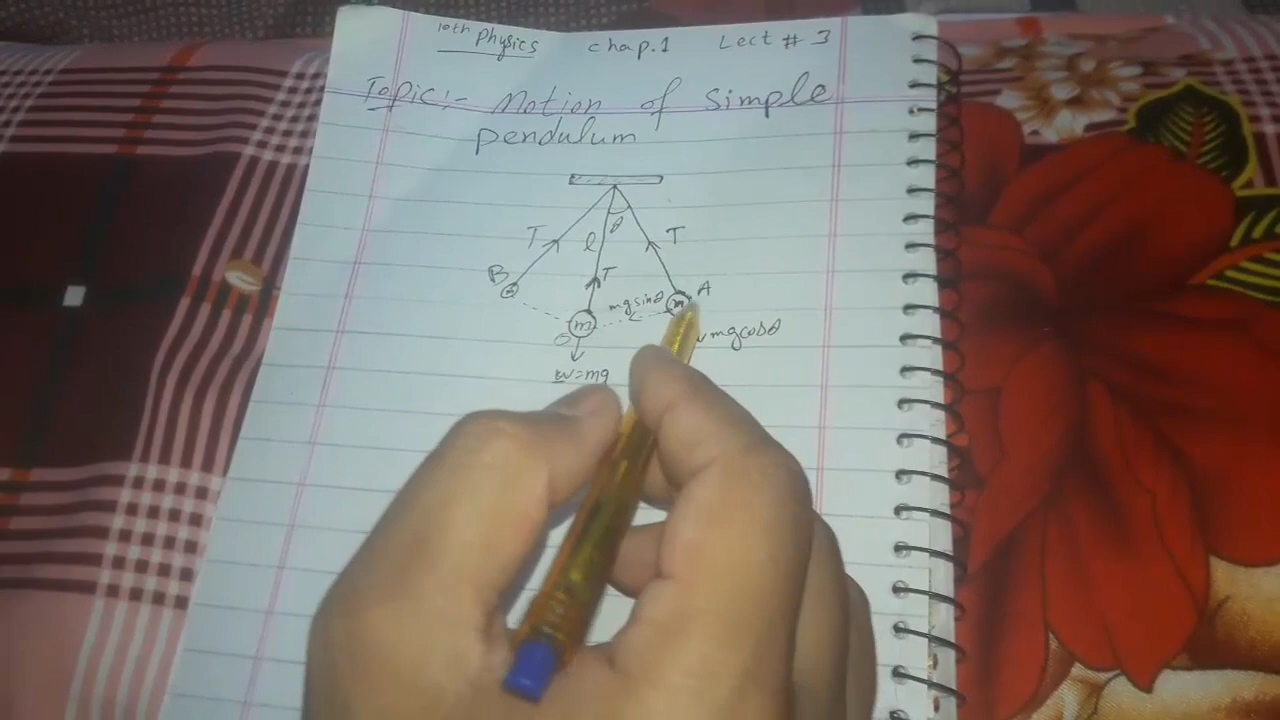 10th Physics chap.1 Lect # 3
Topic:- Motion of simple
pendulum
θ
T l T
B T
mgsinθ m A
m
O mgcosθ
w=mg